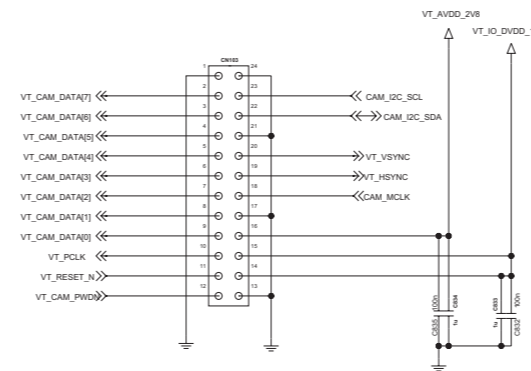 VT_AVDD_2V8
VT_IO_DVDD_1
CN103
1 24
2 23
VT_CAM_DATA[7] CAM_I2C_SCL
3 22
VT_CAM_DATA[6] CAM_I2C_SDA
4 21
VT_CAM_DATA[5]
5 20
VT_CAM_DATA[4] VT_VSYNC
6 19
VT_CAM_DATA[3] VT_HSYNC
7 18
VT_CAM_DATA[2] CAM_MCLK
8 17
VT_CAM_DATA[1]
9 16
VT_CAM_DATA[0]
10 15
VT_PCLK
11 14
VT_RESET_N
12 13
VT_CAM_PWDN
C835 100n
C834 1u
C833 1u
C832 100n